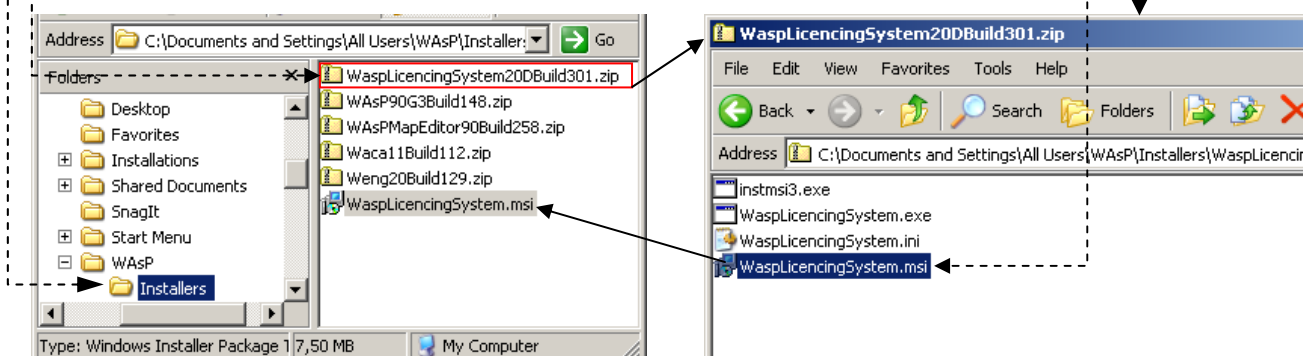 Address C:\Documents and Settings\All Users\WAsP\Installers Go
Folders
Desktop
Favorites
Installations
Shared Documents
SnagIt
Start Menu
WAsP
Installers
WaspLicencingSystem20DBuild301.zip
WAsP90G3Build148.zip
WAsPMapEditor90Build258.zip
Waca11Build112.zip
Weng20Build129.zip
WaspLicencingSystem.msi
Type: Windows Installer Package 7,50 MB My Computer
WaspLicencingSystem20DBuild301.zip
File Edit View Favorites Tools Help
Back Search Folders
Address C:\Documents and Settings\All Users\WAsP\Installers\WaspLicencin
instmsi3.exe
WaspLicencingSystem.exe
WaspLicencingSystem.ini
WaspLicencingSystem.msi